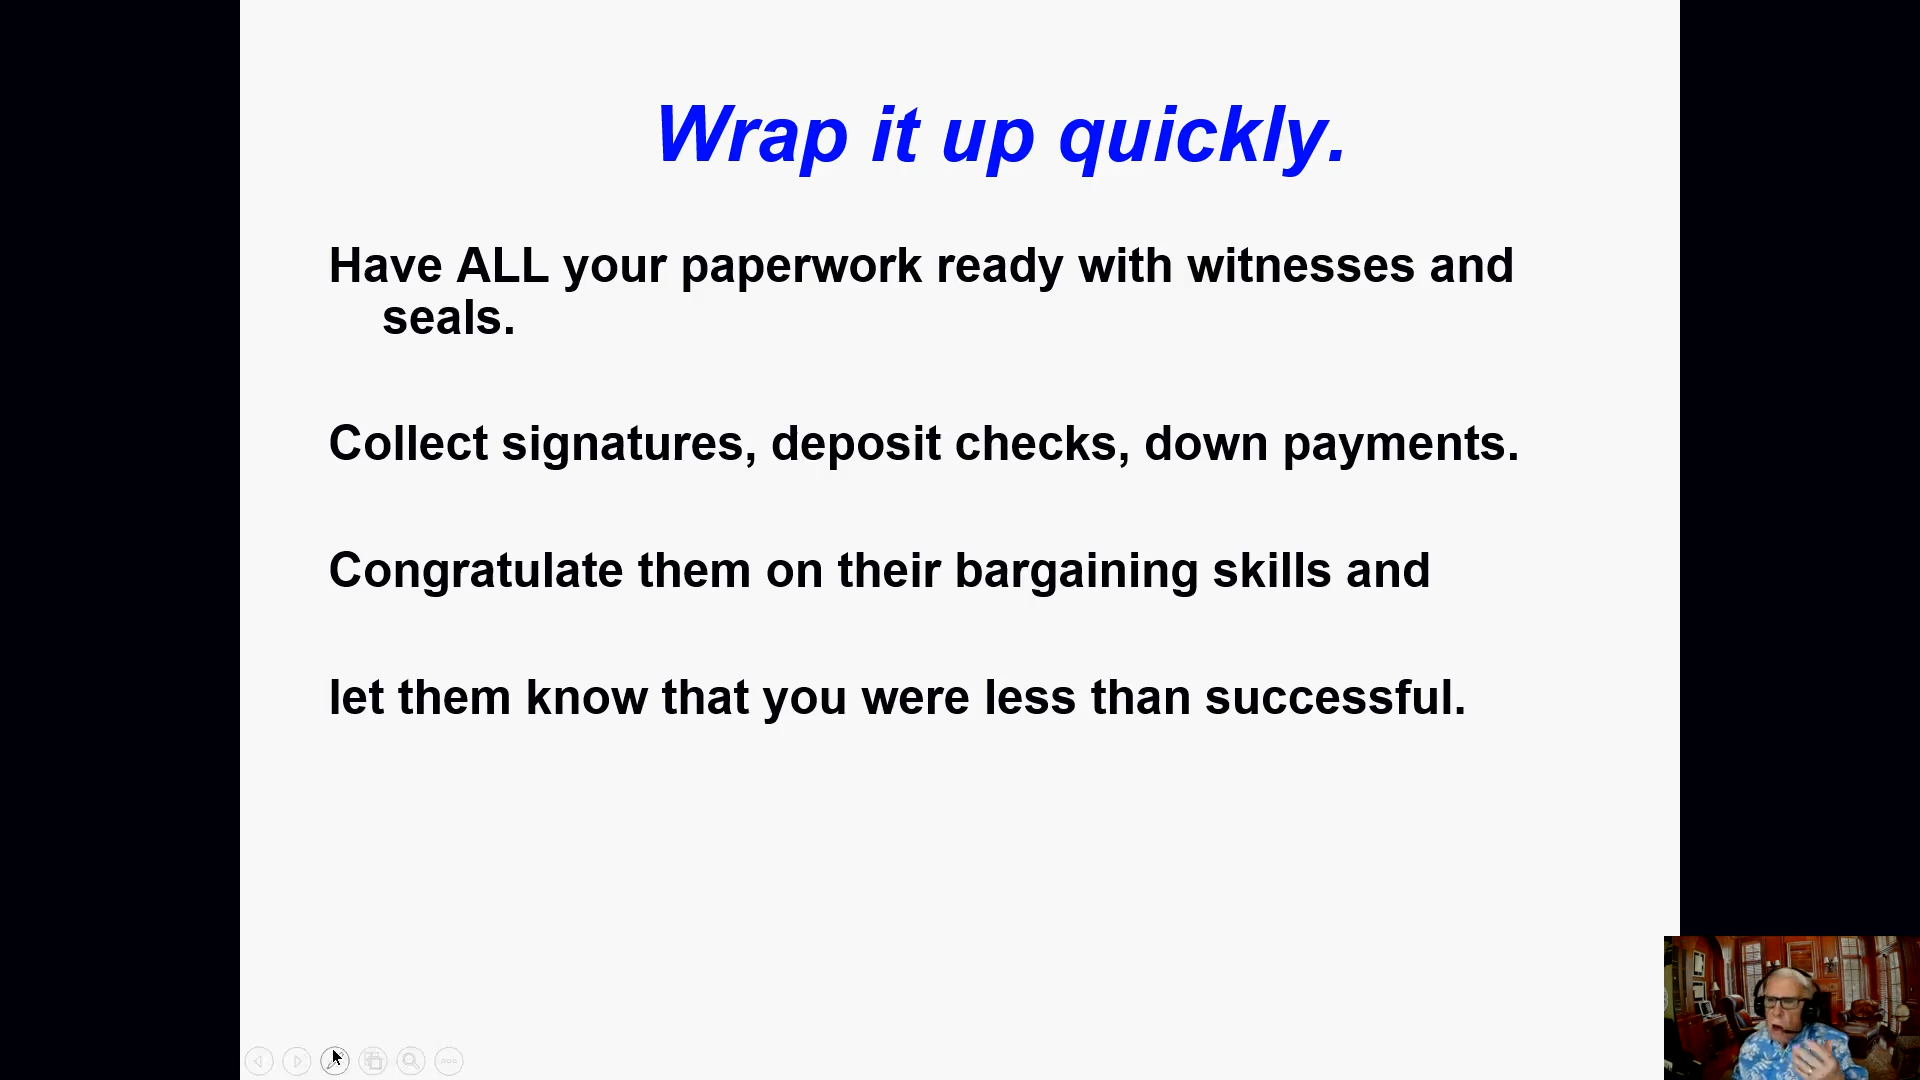 Wrap it up quickly.
Have ALL your paperwork ready with witnesses and
seals.
Collect signatures, deposit checks, down payments.
Congratulate them on their bargaining skills and
let them know that you were less than successful.